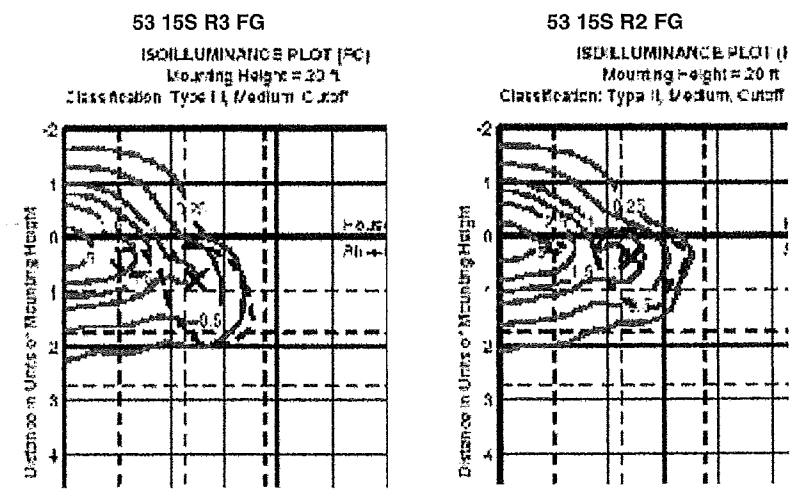 53 15S R3 FG
ISOILLUMINANCE PLOT (FC)
Mounting Height = 20 ft
Classification: Type III, Medium, Cutoff
-2
1
0
1
2
3
4
Distance in Units of Mounting Height
0.5
53 15S R2 FG
ISOILLUMINANCE PLOT (F
Mounting Height = 20 ft
Classification: Type II, Medium, Cutoff
-2
1
0
1
2
3
4
Distance in Units of Mounting Height
0.25
1.0